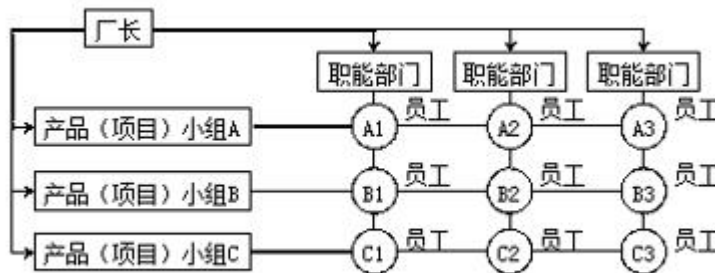 厂长
职能部门 职能部门 职能部门
产品（项目）小组A A1 员工 A2 员工 A3 员工
产品（项目）小组B B1 员工 B2 员工 B3 员工
产品（项目）小组C C1 员工 C2 员工 C3 员工